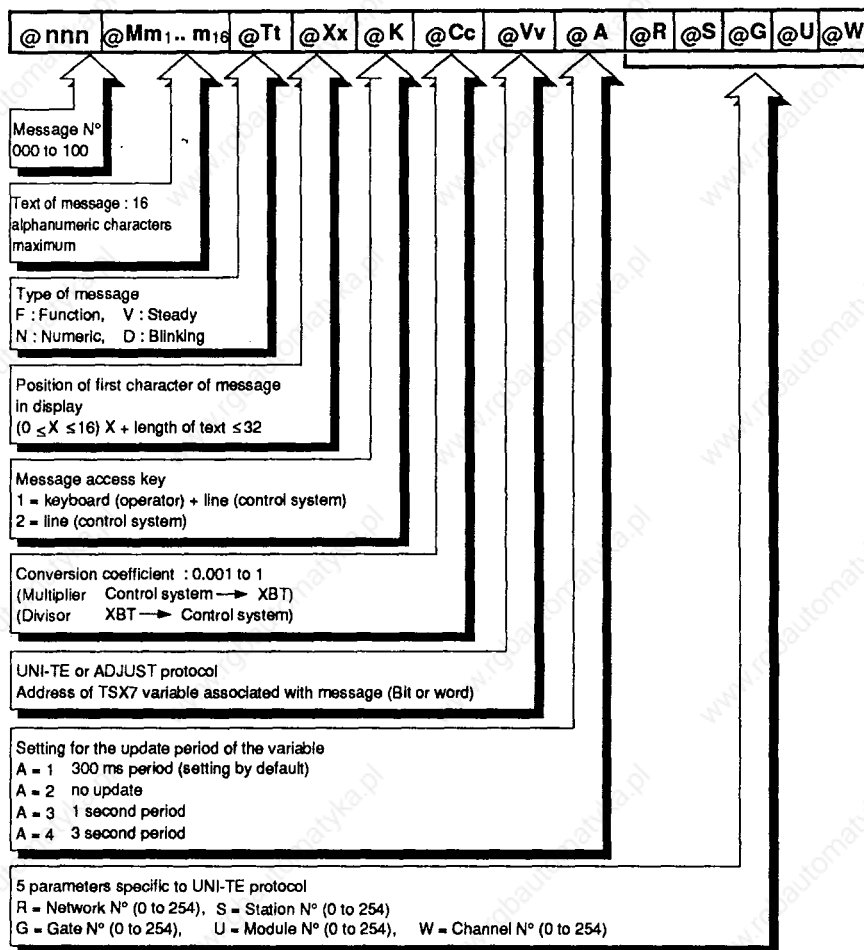 @nnn @Mm1.. m16 @Tt @Xx @K @Cc @Vv @A @R @S @G @U @W
Message N°
000 to 100
Text of message : 16
alphanumeric characters
maximum
Type of message
F : Function, V : Steady
N : Numeric, D : Blinking
Position of first character of message
in display
(0 ≤ X ≤ 16) X + length of text ≤ 32
Message access key
1 = keyboard (operator) + line (control system)
2 = line (control system)
Conversion coefficient : 0.001 to 1
(Multiplier Control system → XBT)
(Divisor XBT → Control system)
UNI-TE or ADJUST protocol
Address of TSX7 variable associated with message (Bit or word)
Setting for the update period of the variable
A = 1 300 ms period (setting by default)
A = 2 no update
A = 3 1 second period
A = 4 3 second period
5 parameters specific to UNI-TE protocol
R = Network N° (0 to 254), S = Station N° (0 to 254)
G = Gate N° (0 to 254), U = Module N° (0 to 254), W = Channel N° (0 to 254)
www.rgbautomatyka.pl